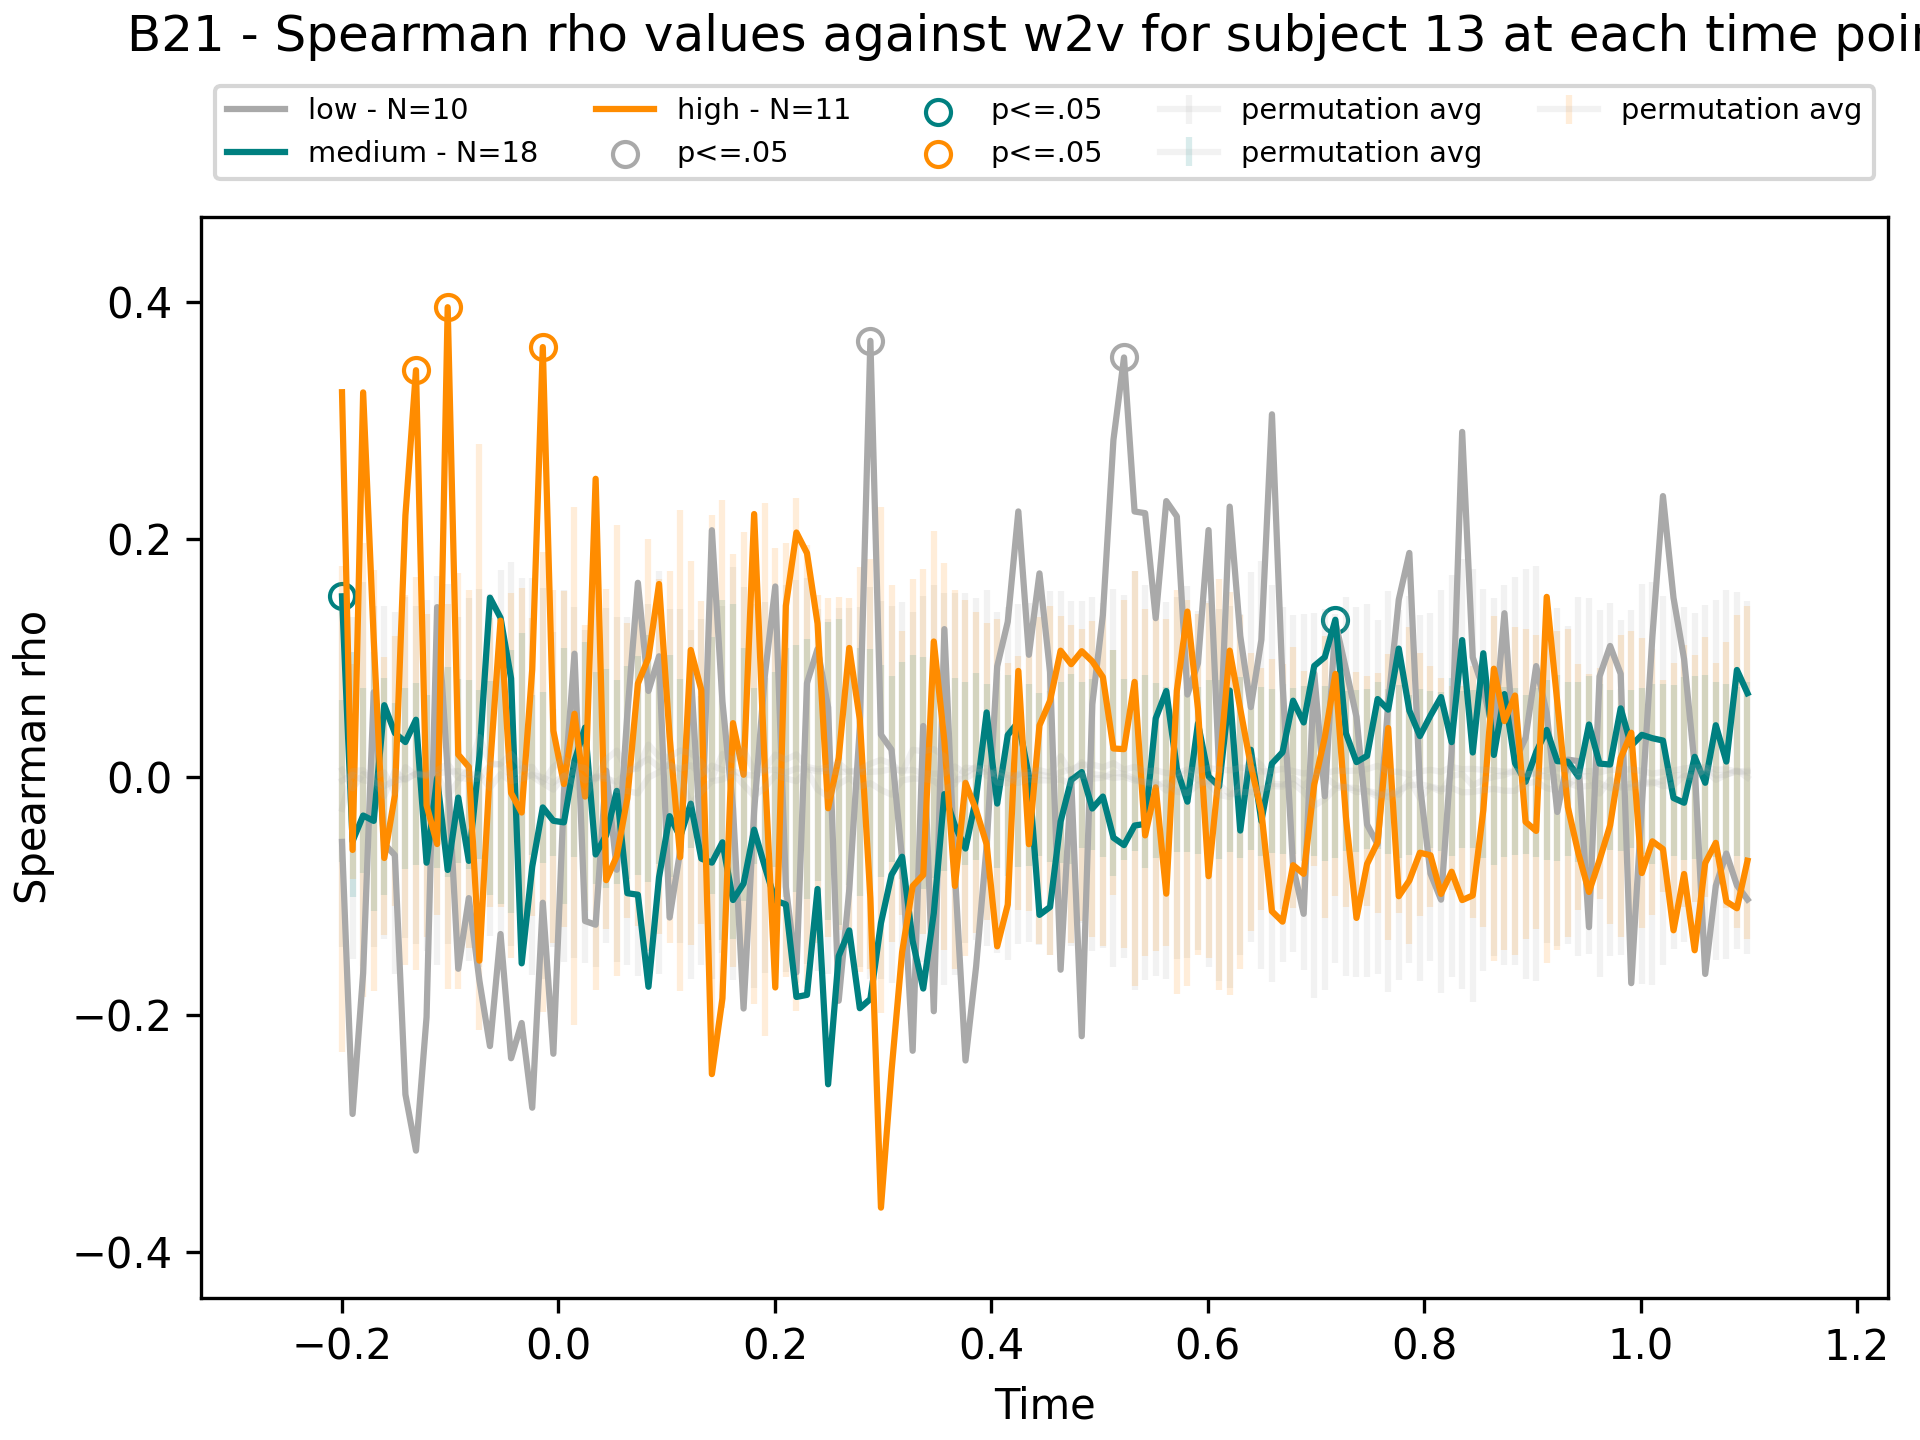 B21 - Spearman rho values against w2v for subject 13 at each time poi
low - N=10
medium - N=18
high - N=11
p<=.05
p<=.05
p<=.05
permutation avg
permutation avg
permutation avg
Spearman rho
0.4
0.2
0.0
−0.2
−0.4
−0.2 0.0 0.2 0.4 0.6 0.8 1.0 1.2
Time